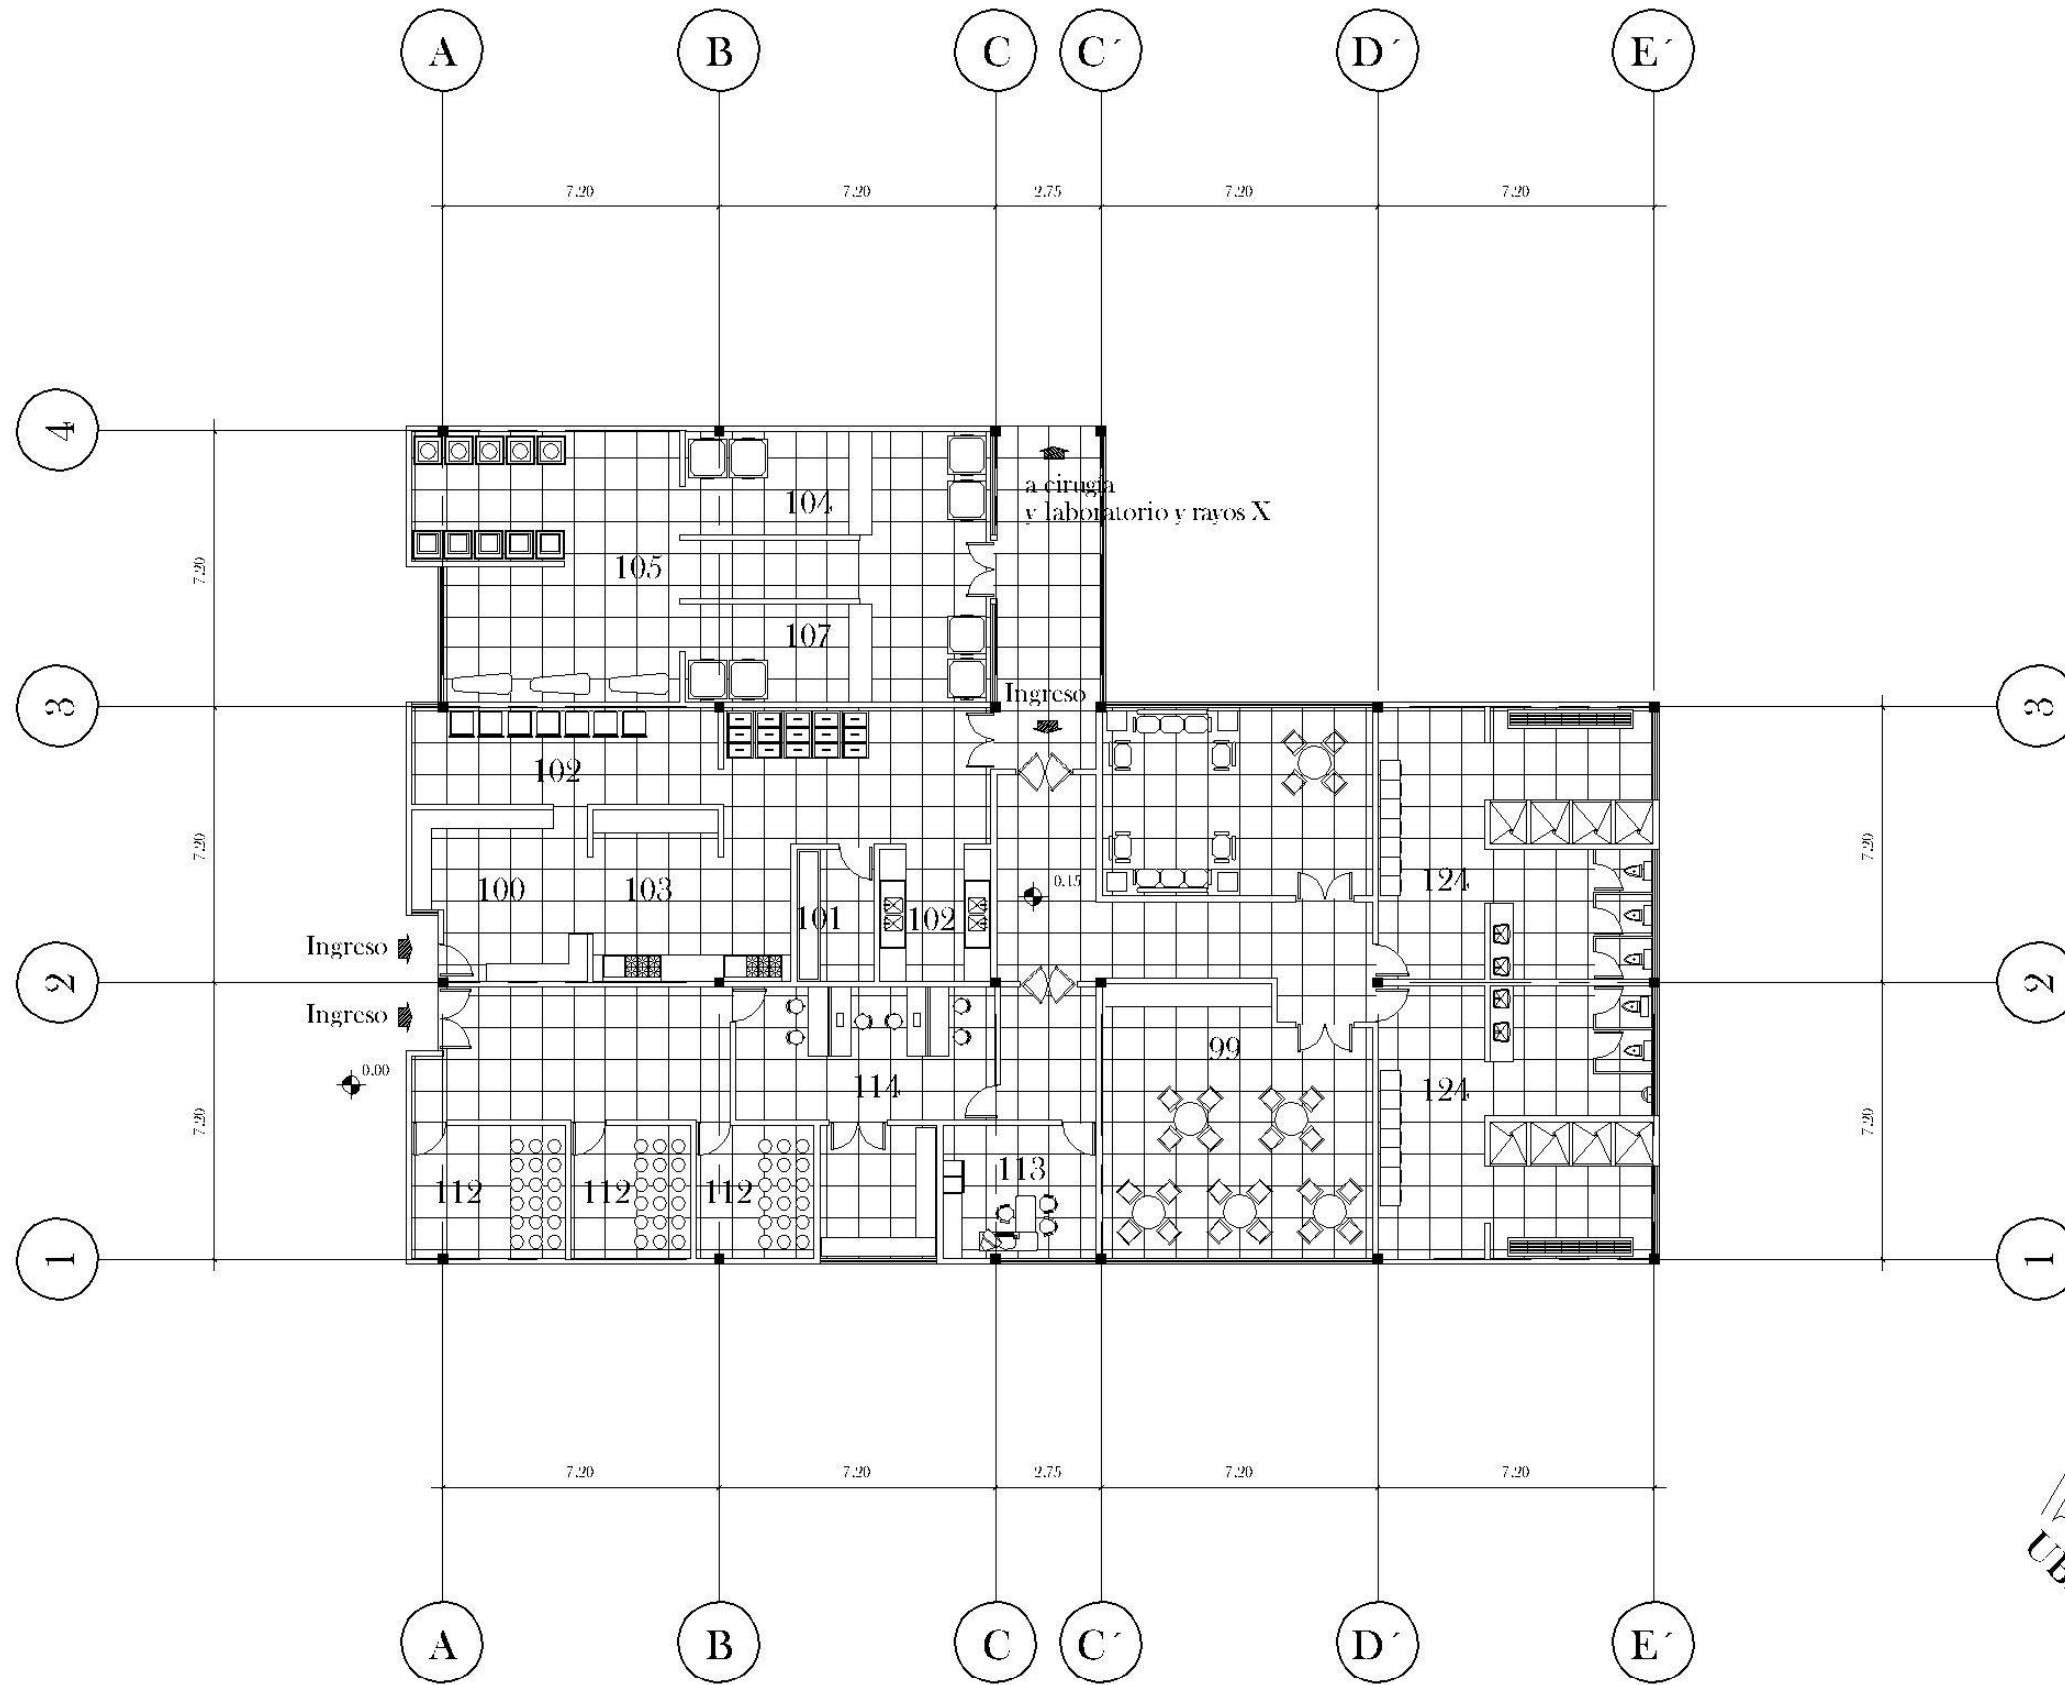 A B C C´ D´ E´
7.20 7.20 2.75 7.20 7.20
4
104
a cirugía
y laboratorio y rayos X
7.20
105
107
Ingreso
3 3
102
7.20 7.20
100 103 101 102 0.15 124
Ingreso
2 2
Ingreso
99
0.00
114 124
7.20 7.20
113
112 112 112
1 1
7.20 7.20 2.75 7.20 7.20
A B C C´ D´ E´